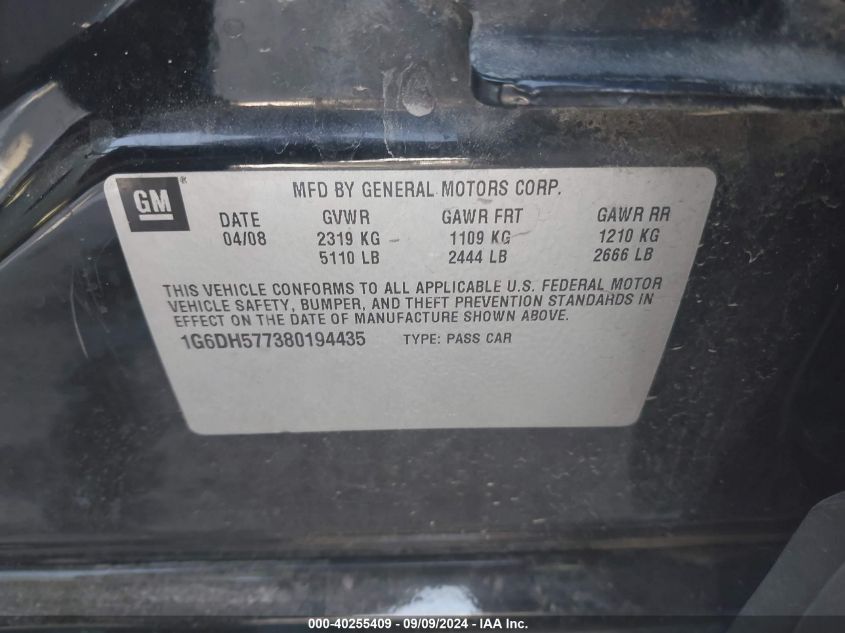 GM ®
MFD BY GENERAL MOTORS CORP.
DATE GVWR GAWR FRT GAWR RR
04/08 2319 KG 1109 KG 1210 KG
5110 LB 2444 LB 2666 LB
THIS VEHICLE CONFORMS TO ALL APPLICABLE U.S. FEDERAL MOTOR
VEHICLE SAFETY, BUMPER, AND THEFT PREVENTION STANDARDS IN
EFFECT ON THE DATE OF MANUFACTURE SHOWN ABOVE.
1G6DH577380194435 TYPE: PASS CAR
000-40255409 - 09/09/2024 - IAA Inc.